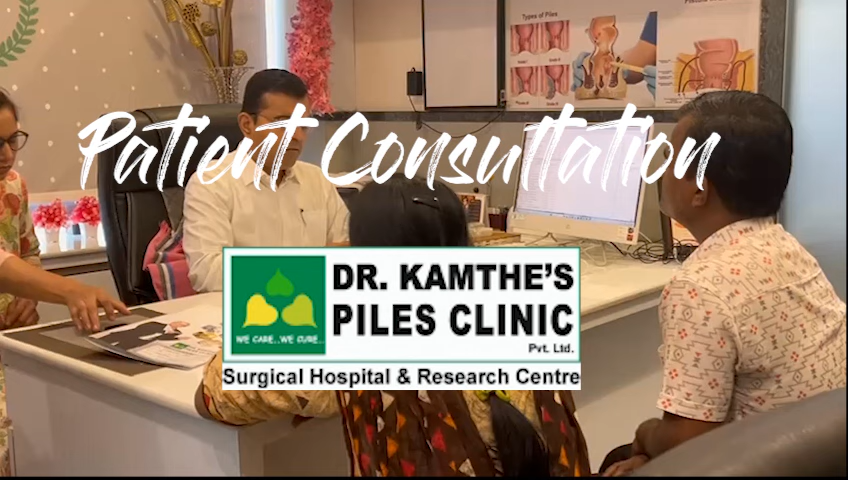 Types of Piles
Patient Consultation
DR. KAMTHE'S
PILES CLINIC
Pvt. Ltd.
WE CARE..WE CURE...
Surgical Hospital & Research Centre